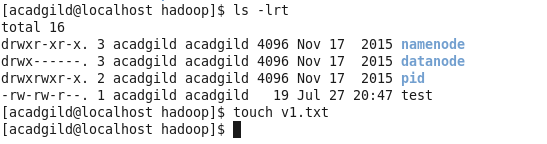 [acadgild@localhost hadoop]$ ls -lrt
total 16
drwxr-xr-x. 3 acadgild acadgild 4096 Nov 17  2015 namenode
drwx------. 3 acadgild acadgild 4096 Nov 17  2015 datanode
drwxrwxr-x. 2 acadgild acadgild 4096 Nov 17  2015 pid
-rw-rw-r--. 1 acadgild acadgild   19 Jul 27 20:47 test
[acadgild@localhost hadoop]$ touch v1.txt
[acadgild@localhost hadoop]$